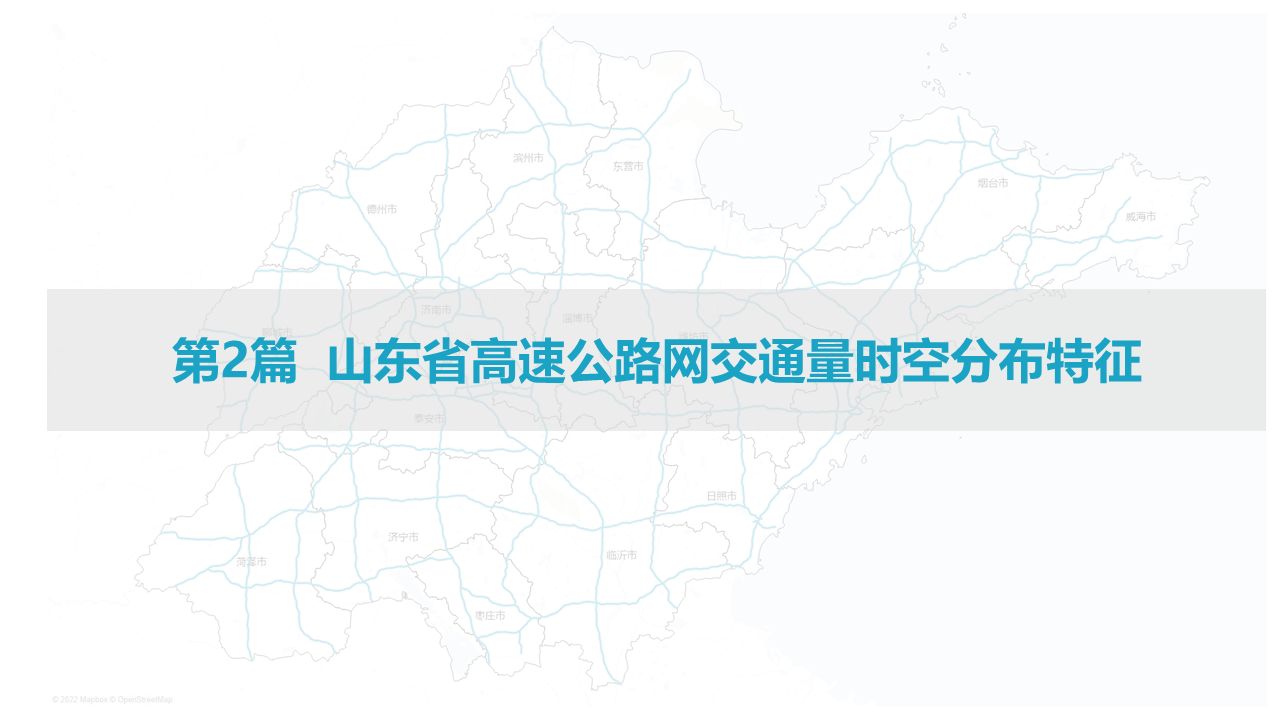 滨州市
东营市
烟台市
德州市
威海市
济南市
淄博市
聊城市
潍坊市
第2篇 山东省高速公路网交通量时空分布特征
泰安市
日照市
济宁市
临沂市
菏泽市
枣庄市
© 2022 Mapbox © OpenStreetMap